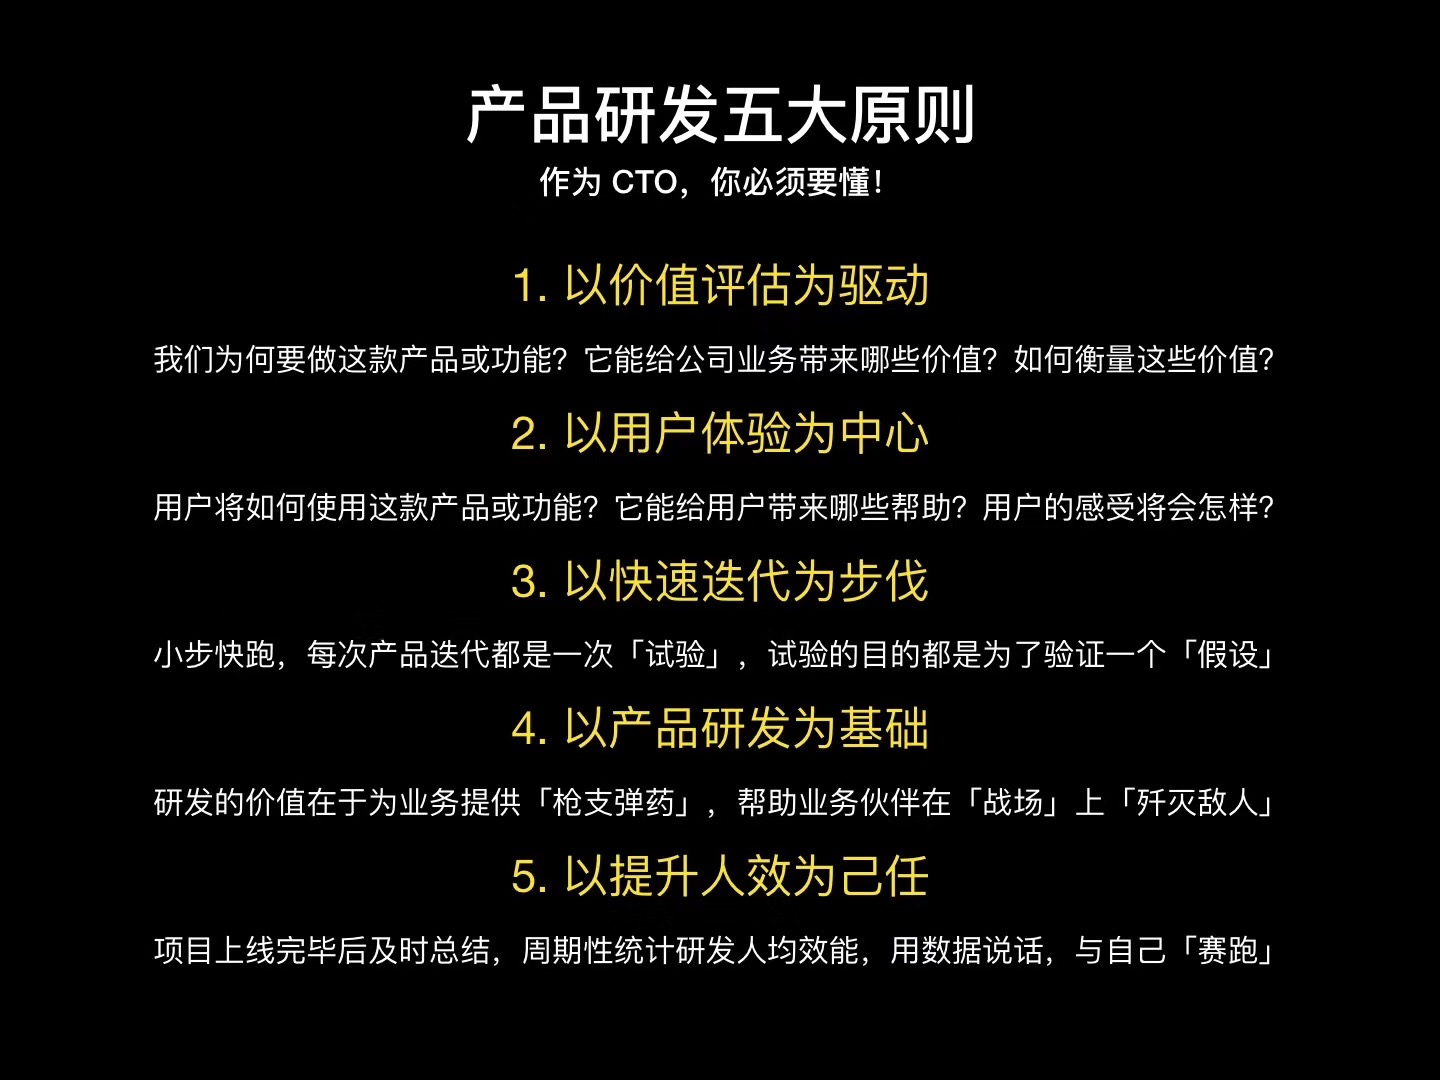 产品研发五大原则
作为 CTO，你必须要懂！
1. 以价值评估为驱动
我们为何要做这款产品或功能？它能给公司业务带来哪些价值？如何衡量这些价值？
2. 以用户体验为中心
用户将如何使用这款产品或功能？它能给用户带来哪些帮助？用户的感受将会怎样？
3. 以快速迭代为步伐
小步快跑，每次产品迭代都是一次「试验」，试验的目的都是为了验证一个「假设」
4. 以产品研发为基础
研发的价值在于为业务提供「枪支弹药」，帮助业务伙伴在「战场」上「歼灭敌人」
5. 以提升人效为己任
项目上线完毕后及时总结，周期性统计研发人均效能，用数据说话，与自己「赛跑」